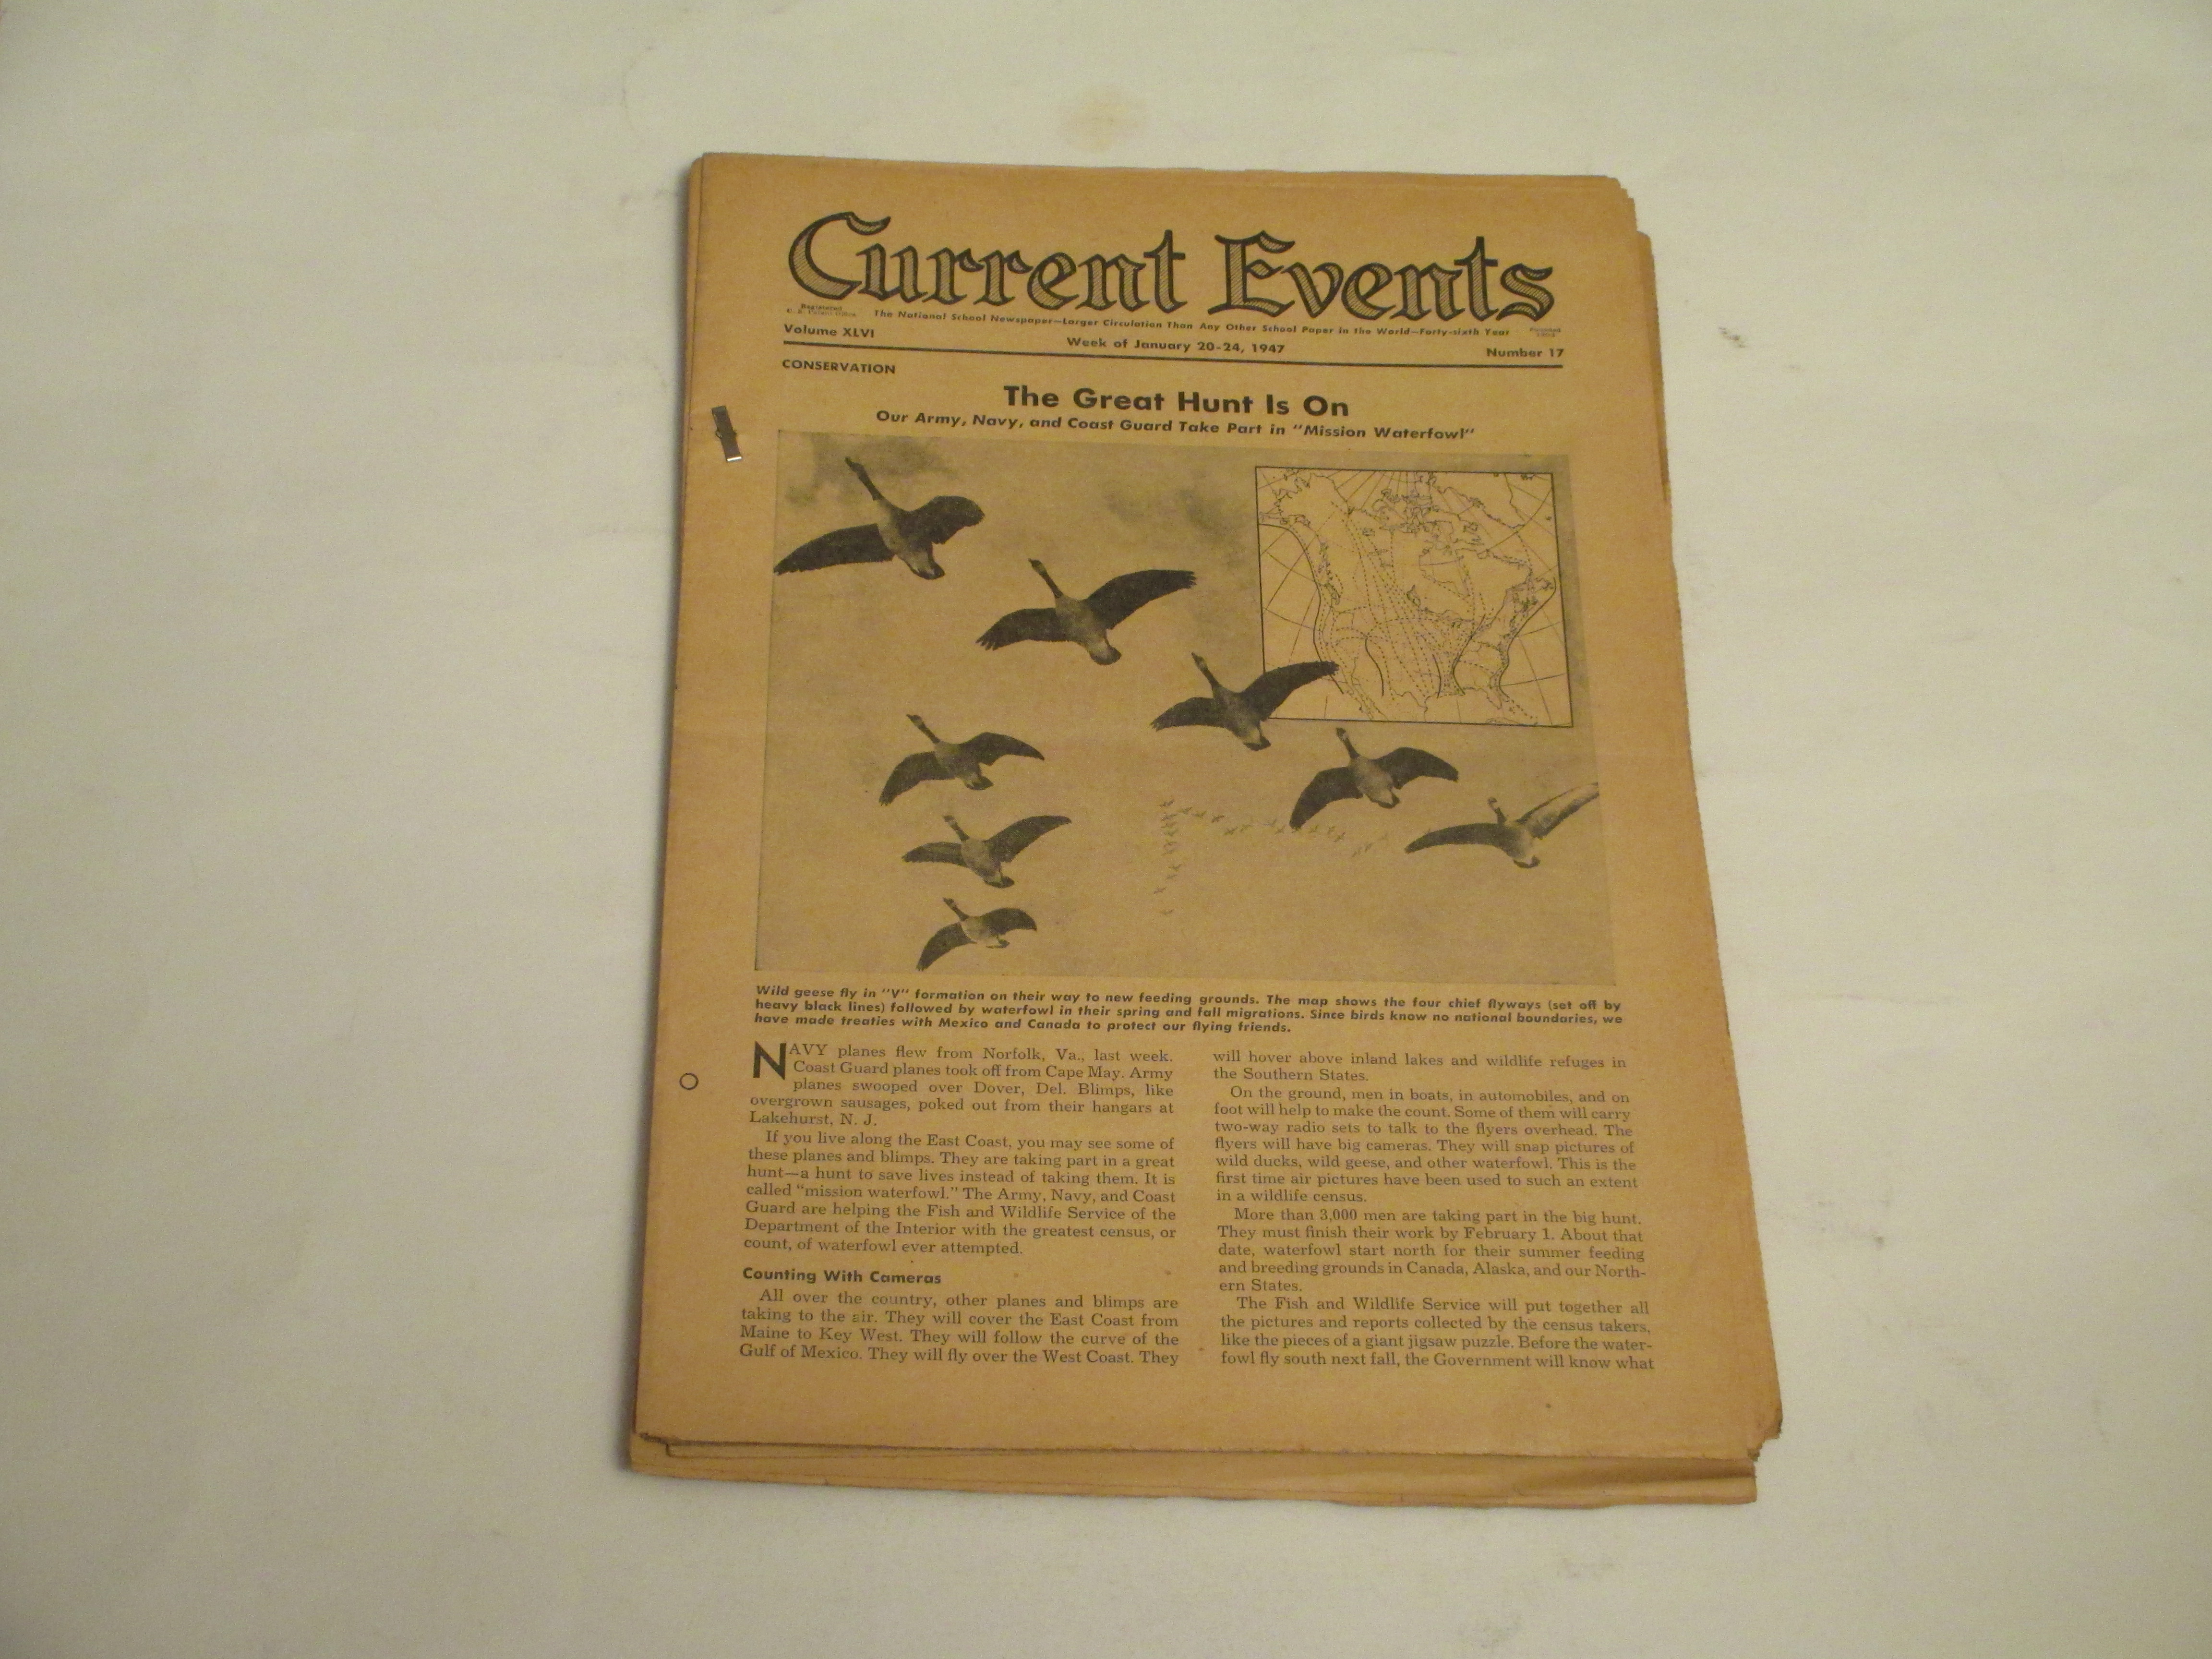 Current Events
Registered
The National School Newspaper—Larger Circulation Than Any Other School Paper in the World—Forty-sixth Year
Volume XLVI
Week of January 20-24, 1947
Number 17
CONSERVATION
The Great Hunt Is On
Our Army, Navy, and Coast Guard Take Part in "Mission Waterfowl"
Wild geese fly in "V" formation on their way to new feeding grounds. The map shows the four chief flyways (set off by
heavy black lines) followed by waterfowl in their spring and fall migrations. Since birds know no national boundaries, we
have made treaties with Mexico and Canada to protect our flying friends.
NAVY planes flew from Norfolk, Va., last week.
Coast Guard planes took off from Cape May. Army
planes swooped over Dover, Del. Blimps, like
overgrown sausages, poked out from their hangars at
Lakehurst, N. J.
If you live along the East Coast, you may see some of
these planes and blimps. They are taking part in a great
hunt—a hunt to save lives instead of taking them. It is
called "mission waterfowl." The Army, Navy, and Coast
Guard are helping the Fish and Wildlife Service of the
Department of the Interior with the greatest census, or
count, of waterfowl ever attempted.
Counting With Cameras
All over the country, other planes and blimps are
taking to the air. They will cover the East Coast from
Maine to Key West. They will follow the curve of the
Gulf of Mexico. They will fly over the West Coast. They
will hover above inland lakes and wildlife refuges in
the Southern States.
On the ground, men in boats, in automobiles, and on
foot will help to make the count. Some of them will carry
two-way radio sets to talk to the flyers overhead. The
flyers will have big cameras. They will snap pictures of
wild ducks, wild geese, and other waterfowl. This is the
first time air pictures have been used to such an extent
in a wildlife census.
More than 3,000 men are taking part in the big hunt.
They must finish their work by February 1. About that
date, waterfowl start north for their summer feeding
and breeding grounds in Canada, Alaska, and our North-
ern States.
The Fish and Wildlife Service will put together all
the pictures and reports collected by the census takers,
like the pieces of a giant jigsaw puzzle. Before the water-
fowl fly south next fall, the Government will know what